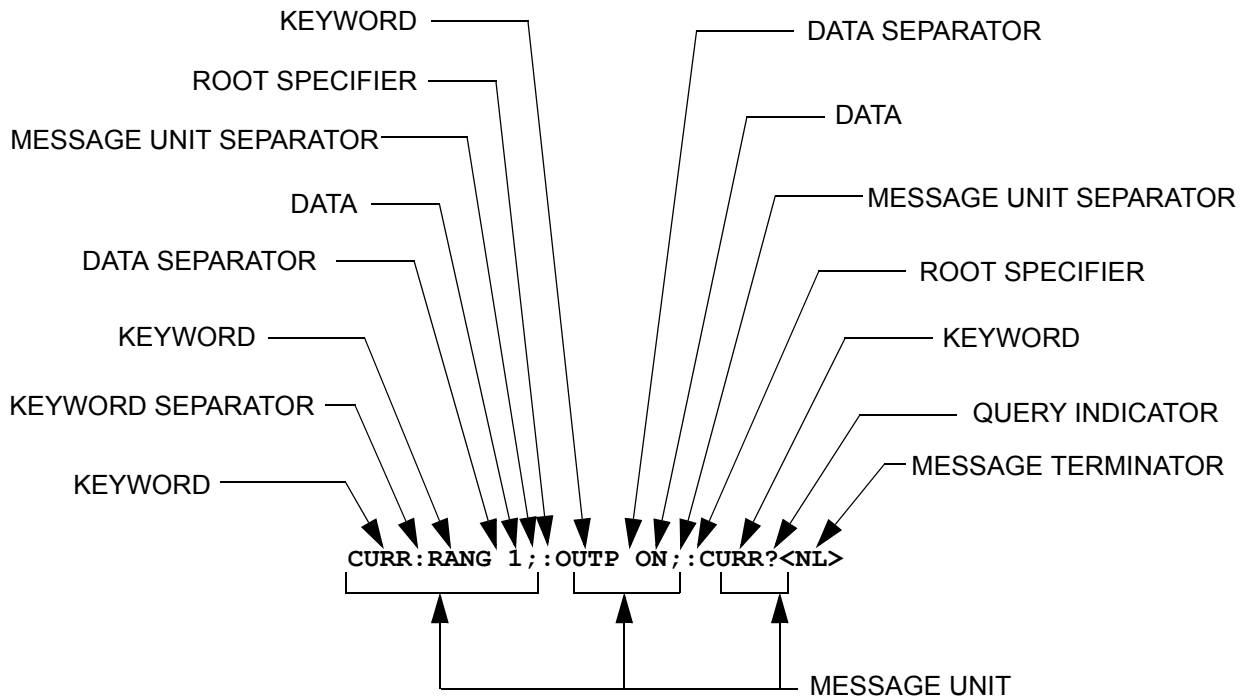 KEYWORD
DATA SEPARATOR
ROOT SPECIFIER
DATA
MESSAGE UNIT SEPARATOR
DATA
MESSAGE UNIT SEPARATOR
DATA SEPARATOR
ROOT SPECIFIER
KEYWORD
KEYWORD
KEYWORD SEPARATOR
QUERY INDICATOR
KEYWORD
MESSAGE TERMINATOR
CURR:RANG 1;:OUTP ON;:CURR?<NL>
MESSAGE UNIT